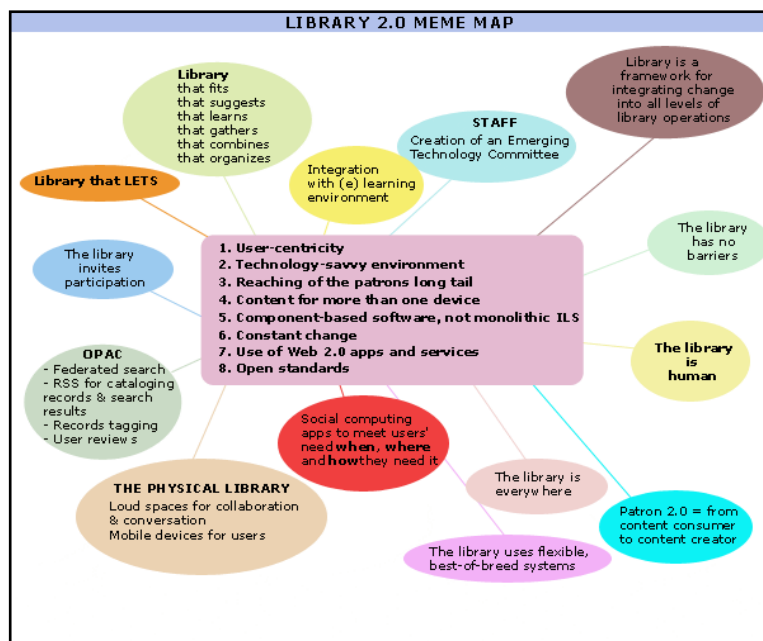 LIBRARY 2.0 MEME MAP
Library
that fits
that suggests
that learns
that gathers
that combines
that organizes
Library is a
framework for
integrating change
into all levels of
library operations
STAFF
Creation of an Emerging
Technology Committee
Integration
with (e) learning
environment
Library that LETS
The library
has no
barriers
The library
invites
participation
1. User-centricity
2. Technology-savvy environment
3. Reaching of the patrons long tail
4. Content for more than one device
5. Component-based software, not monolithic ILS
6. Constant change
7. Use of Web 2.0 apps and services
8. Open standards
The library
is
human
OPAC
- Federated search
- RSS for cataloging
records & search
results
- Records tagging
- User reviews
Social computing
apps to meet users'
need when, where
and how they need it
THE PHYSICAL LIBRARY
Loud spaces for collaboration
& conversation
Mobile devices for users
The library is
everywhere
Patron 2.0 = from
content consumer
to content creator
The library uses flexible,
best-of-breed systems